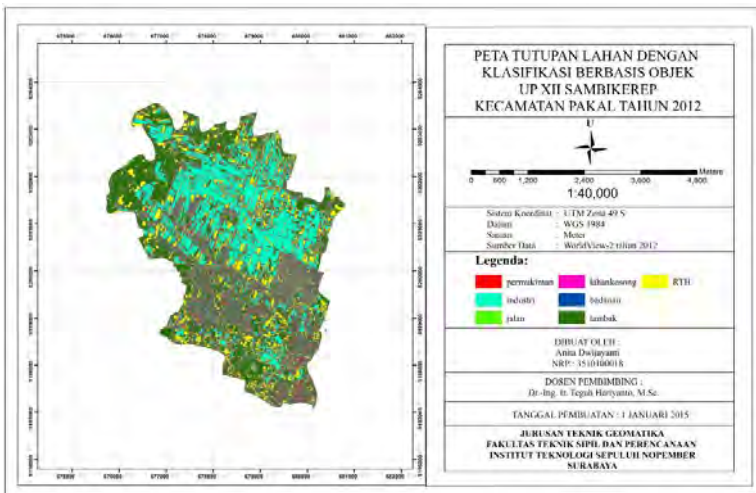 PETA TUTUPAN LAHAN DENGAN
KLASIFIKASI BERBASIS OBJEK
UP XII SAMBIKEREP
KECAMATAN PAKAL TAHUN 2012
U
Meters
0 600 1,200 2,400 3,600 4,800
1:40,000
Sistem Koordinat : UTM Zona 49 S
Datum : WGS 1984
Satuan : Meter
Sumber Data : WorldView-2 tahun 2012
Legenda:
permukiman lahankosong RTH
industri badanair
jalan tambak
DIBUAT OLEH :
Anita Dwijayanti
NRP : 3510100018
DOSEN PEMBIMBING :
Dr.-Ing. Ir. Teguh Hariyanto, M.Sc.
TANGGAL PEMBUATAN : 1 JANUARI 2015
JURUSAN TEKNIK GEOMATIKA
FAKULTAS TEKNIK SIPIL DAN PERENCANAAN
INSTITUT TEKNOLOGI SEPULUH NOPEMBER
SURABAYA